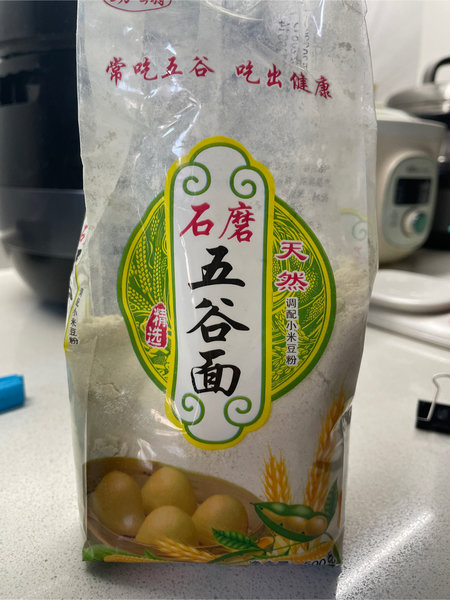 常吃五谷 吃出健康
石磨
五谷面
天然
调配小米豆粉
精选